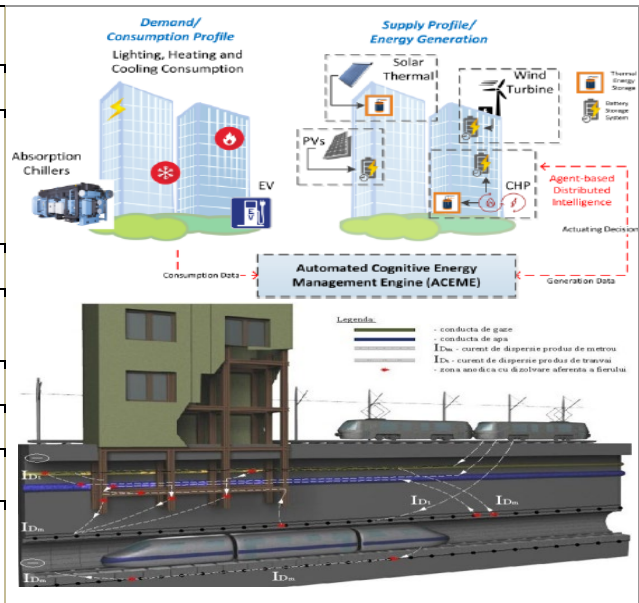 Demand/
Consumption Profile
Supply Profile/
Energy Generation
Lighting, Heating and
Cooling Consumption
Solar
Thermal
Wind
Turbine
Thermal
Energy
Storage
Battery
Storage
System
PVs
Absorption
Chillers
EV
CHP
Agent-based
Distributed
Intelligence
Actuating Decision
Consumption Data
Automated Cognitive Energy
Management Engine (ACEME)
Generation Data
Legenda:
- conducta de gaze
- conducta de apa
IDm - curent de dispersie produs de metrou
IDt - curent de dispersie produs de tranvai
- zona anodica cu dizolvare aferenta a fierului
IDt
IDt
IDm
IDm
IDm
IDm